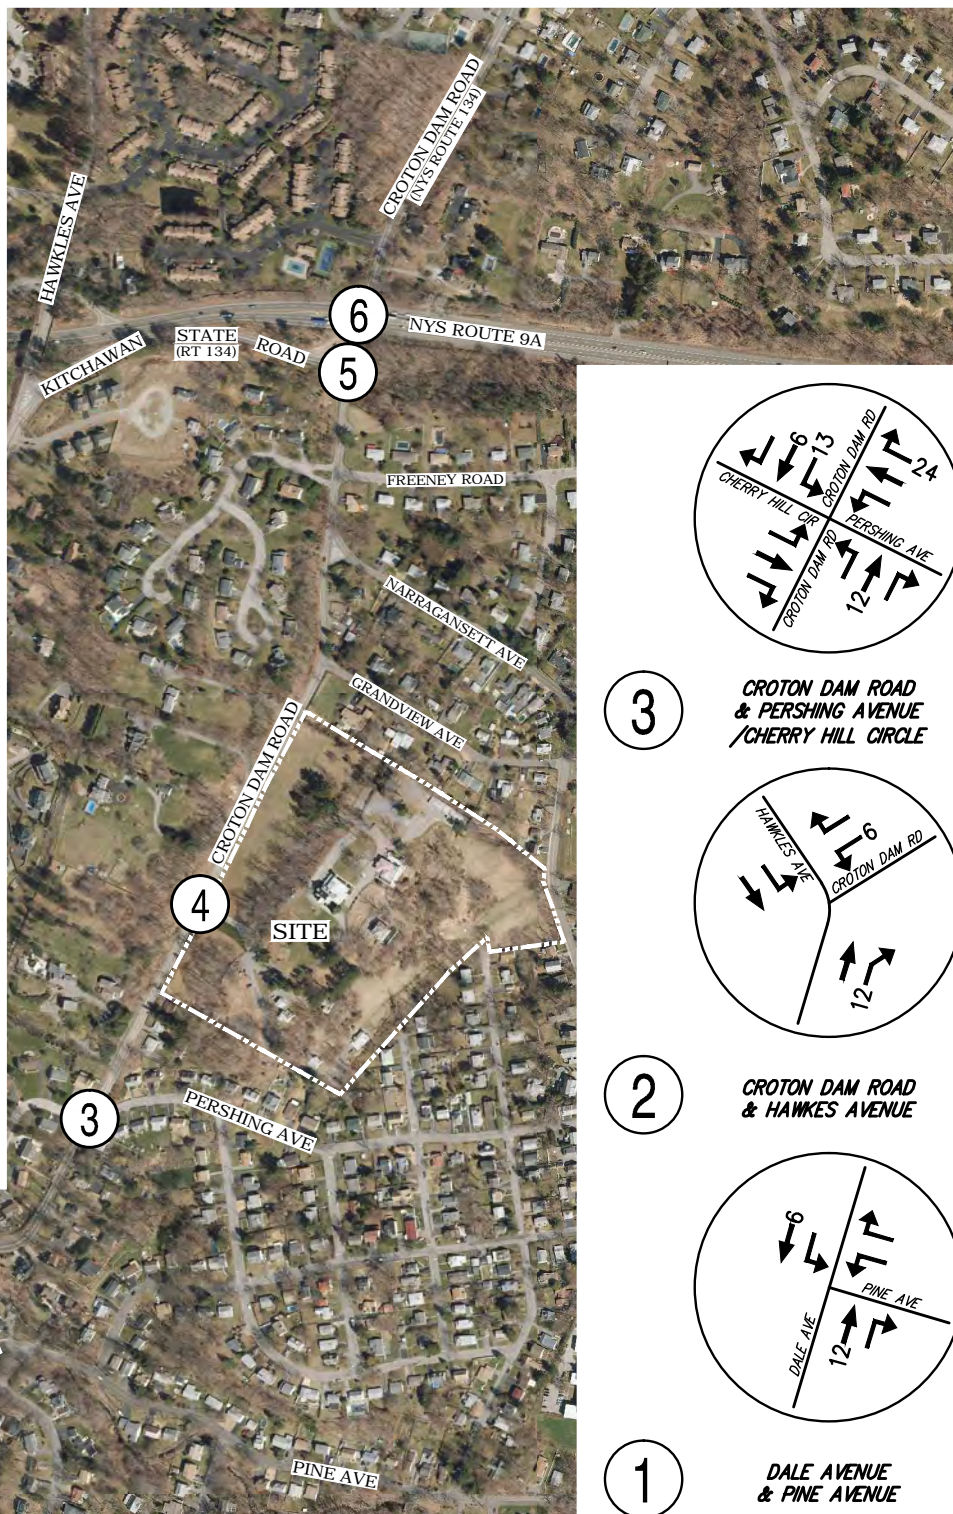 CROTON DAM ROAD
(NYS ROUTE 134)
HAWKLES AVE
6
NYS ROUTE 9A
STATE
(RT 134)
ROAD
KITCHAWAN
5
FREENEY ROAD
NARRAGANSETT AVE
GRANDVIEW AVE
CROTON DAM ROAD
4
SITE
3
PERSHING AVE
PINE AVE
6
13
CROTON DAM RD
24
CHERRY HILL CIR
PERSHING AVE
CROTON DAM RD
12
3
CROTON DAM ROAD
& PERSHING AVENUE
/CHERRY HILL CIRCLE
HAWKLES AVE
6
CROTON DAM RD
12
2
CROTON DAM ROAD
& HAWKES AVENUE
6
PINE AVE
DALE AVE
12
1
DALE AVENUE
& PINE AVENUE